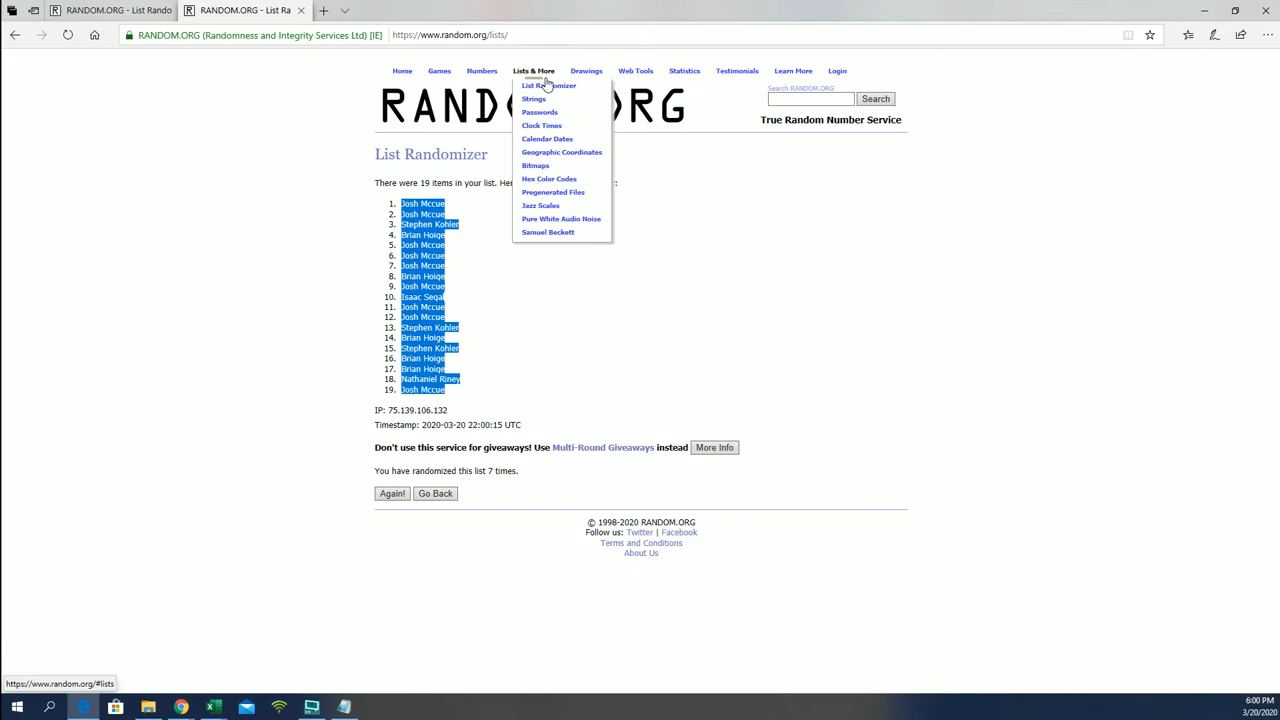 RANDOM.ORG - List Rando
RANDOM.ORG - List Ra
RANDOM.ORG (Randomness and Integrity Services Ltd) [IE]
https://www.random.org/lists/
Home Games Numbers Lists & More Drawings Web Tools Statistics Testimonials Learn More Login
List Randomizer
Strings
Passwords
Clock Times
Calendar Dates
Geographic Coordinates
Bitmaps
Hex Color Codes
Pregenerated Files
Jazz Scales
Pure White Audio Noise
Samuel Beckett
Search RANDOM.ORG
Search
True Random Number Service
List Randomizer
There were 19 items in your list. Her :
1. Josh Mccue
2. Josh Mccue
3. Stephen Kohler
4. Brian Hoige
5. Josh Mccue
6. Josh Mccue
7. Josh Mccue
8. Brian Hoige
9. Josh Mccue
10. Isaac Segal
11. Josh Mccue
12. Josh Mccue
13. Stephen Kohler
14. Brian Hoige
15. Stephen Kohler
16. Brian Hoige
17. Brian Hoige
18. Nathaniel Riney
19. Josh Mccue
IP: 75.139.106.132
Timestamp: 2020-03-20 22:00:15 UTC
Don't use this service for giveaways! Use Multi-Round Giveaways instead More Info
You have randomized this list 7 times.
Again! Go Back
© 1998-2020 RANDOM.ORG
Follow us: Twitter | Facebook
Terms and Conditions
About Us
https://www.random.org/#lists
6:00 PM
3/20/2020